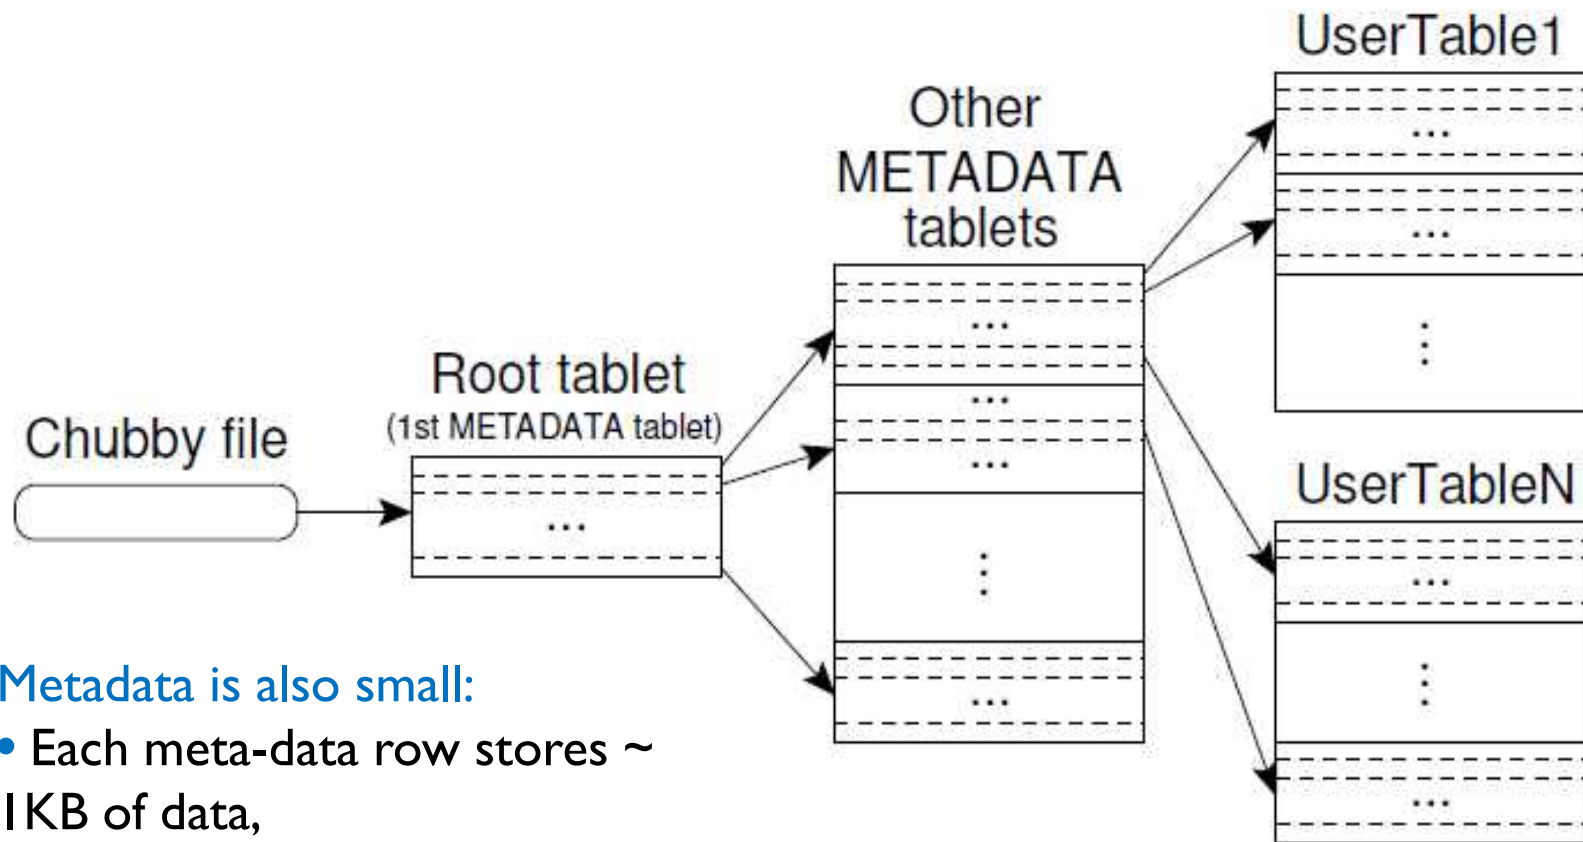 UserTable1
...
...
⋮
Other
METADATA
tablets
...
...
...
⋮
...
Root tablet
(1st METADATA tablet)
...
Chubby file
UserTableN
...
⋮
...
Metadata is also small:
• Each meta-data row stores ~
1KB of data,